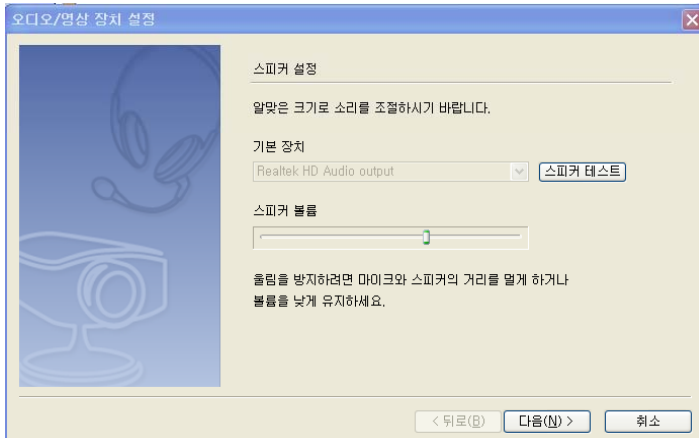 오디오/영상 장치 설정
스피커 설정
알맞은 크기로 소리를 조절하시기 바랍니다.
기본 장치
Realtek HD Audio output
스피커 테스트
스피커 볼륨
울림을 방지하려면 마이크와 스피커의 거리를 멀게 하거나
볼륨을 낮게 유지하세요.
< 뒤로(B) 다음(N) > 취소